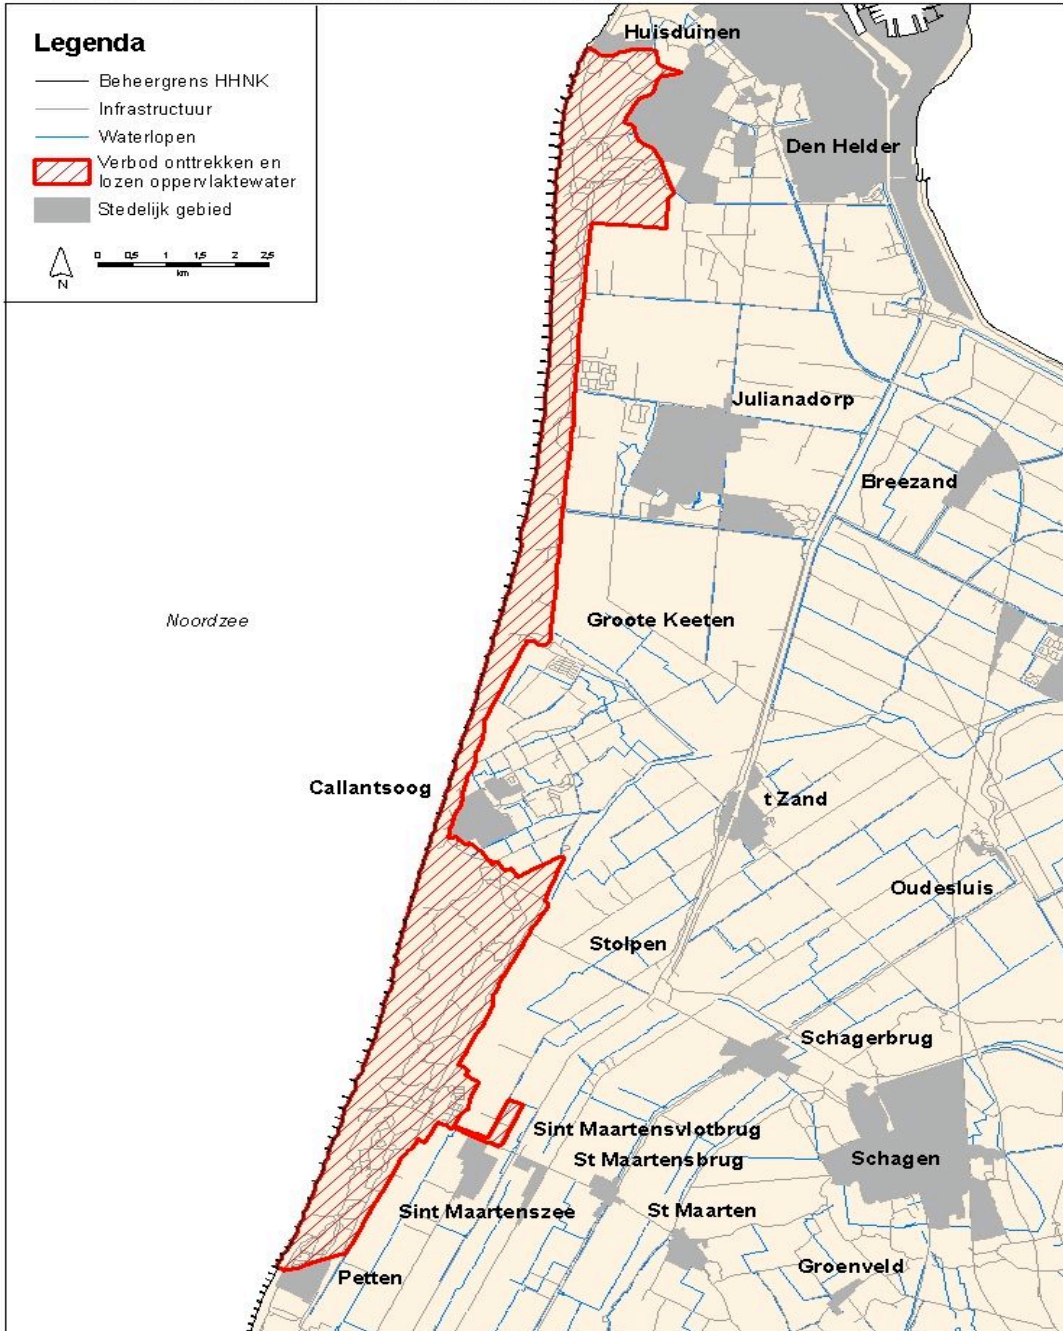 Legenda
Beheergrens HHNK
Infrastructuur
Waterlopen
Verbod onttrekken en
lozen oppervlaktewater
Stedelijk gebied
0 0,5 1 1,5 2 2,5
km
N
Huisduinen
Den Helder
Julianadorp
Breezand
Noordzee
Groote Keeten
Callantsoog
t Zand
Oudesluis
Stolpen
Schagerbrug
Sint Maartensvlotbrug
St Maartensbrug
Schagen
Sint Maartenszee
St Maarten
Groenveld
Petten